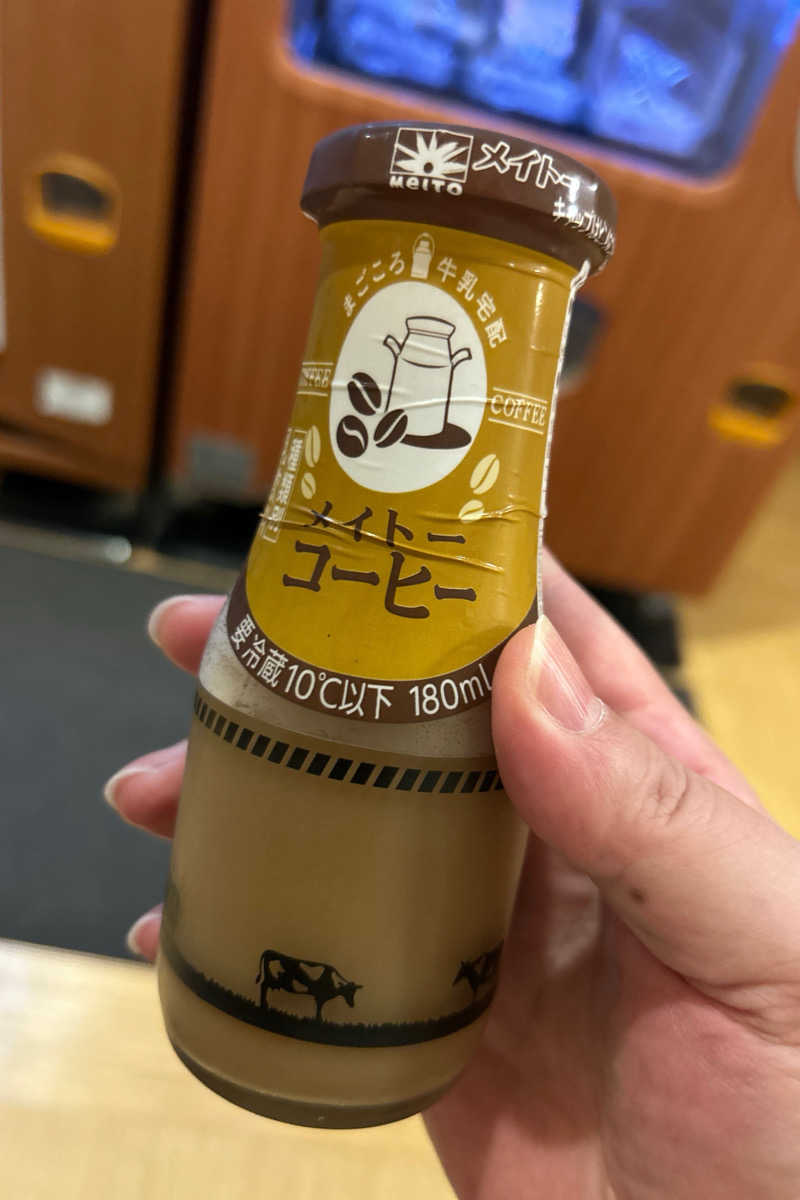 MEITO メイトー
まごころ 牛乳宅配
COFFEE
メイトー
コーヒー
要冷蔵10℃以下 180mL